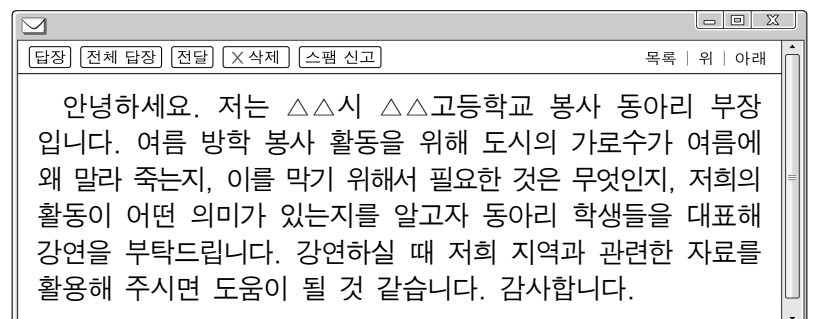 답장 전체 답장 전달 X 삭제 스팸 신고 목록 | 위 | 아래
안녕하세요. 저는 △△시 △△고등학교 봉사 동아리 부장
입니다. 여름 방학 봉사 활동을 위해 도시의 가로수가 여름에
왜 말라 죽는지, 이를 막기 위해서 필요한 것은 무엇인지, 저희의
활동이 어떤 의미가 있는지를 알고자 동아리 학생들을 대표해
강연을 부탁드립니다. 강연하실 때 저희 지역과 관련한 자료를
활용해 주시면 도움이 될 것 같습니다. 감사합니다.